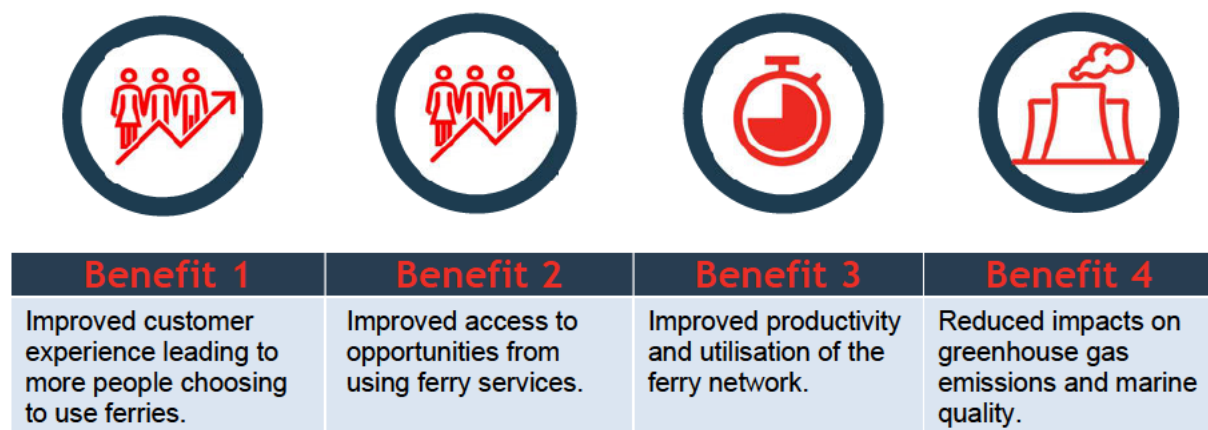 Benefit 1
Benefit 2
Benefit 3
Benefit 4
Improved customer
experience leading to
more people choosing
to use ferries.
Improved access to
opportunities from
using ferry services.
Improved productivity
and utilisation of the
ferry network.
Reduced impacts on
greenhouse gas
emissions and marine
quality.